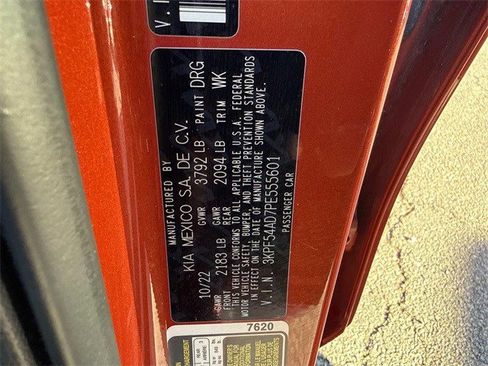 V.I
MANUFACTURED BY
KIA MEXICO S.A. DE C.V.
10/22 GVWR 3792 LB PAINT DRG
GAWR FRONT 2183 LB GAWR REAR 2094 LB TRIM WK
THIS VEHICLE CONFORMS TO ALL APPLICABLE U.S.A. FEDERAL
MOTOR VEHICLE SAFETY, BUMPER, AND THEFT PREVENTION STANDARDS
IN EFFECT ON THE DATE OF MANUFACTURE SHOWN ABOVE.
V.I.N. 3KPF54AD7PE555601
PASSENGER CAR
7620